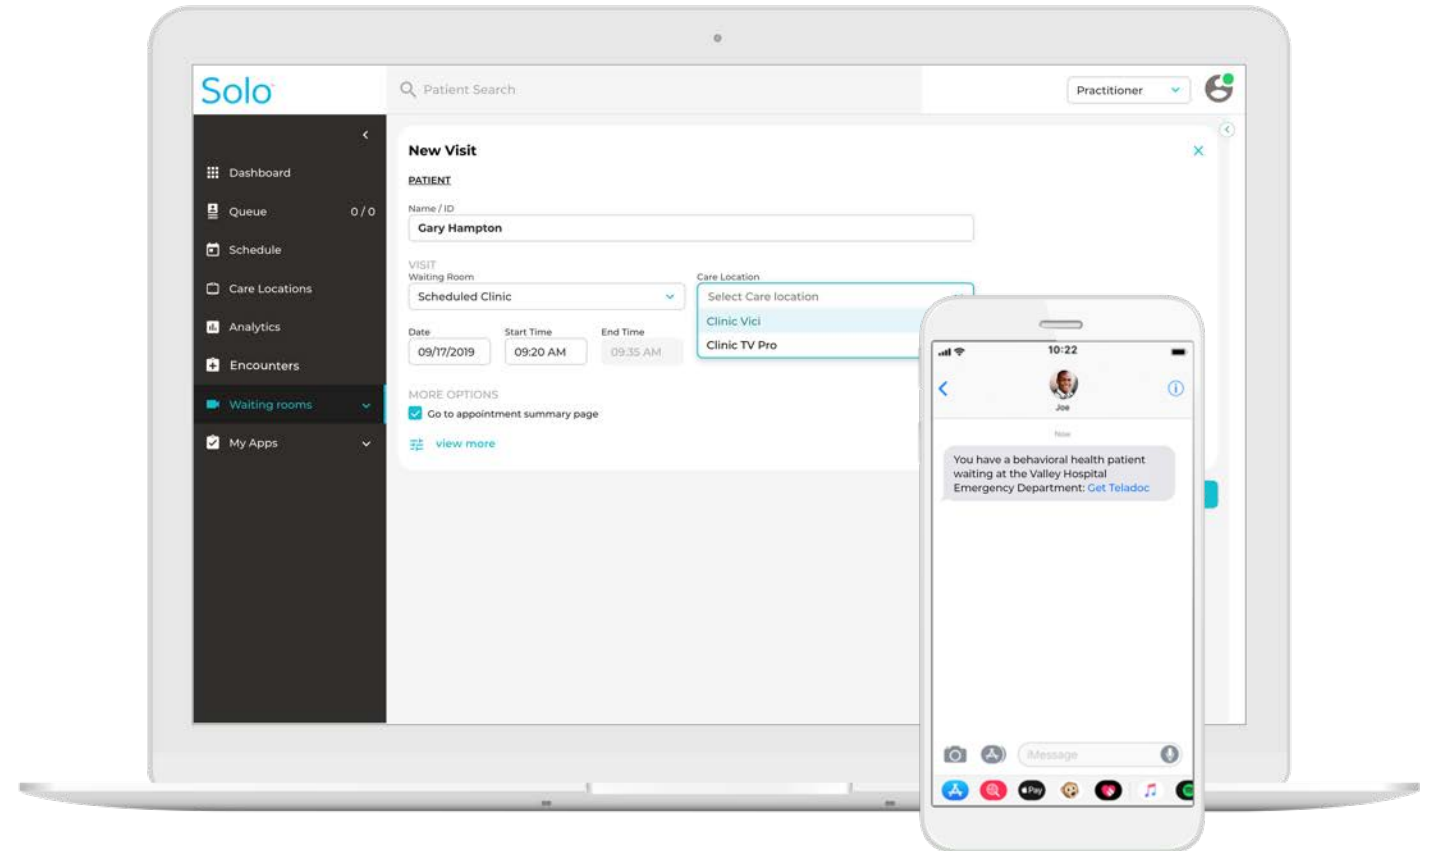 Solo
Patient Search
Practitioner
Dashboard
Queue 0 / 0
Schedule
Care Locations
Analytics
Encounters
Waiting rooms
My Apps
New Visit
PATIENT
Name / ID
Gary Hampton
VISIT
Waiting Room
Scheduled Clinic
Care Location
Select Care location
Clinic Vici
Clinic TV Pro
Date
09/17/2019
Start Time
09:20 AM
End Time
09:35 AM
MORE OPTIONS
Go to appointment summary page
view more
10:22
Joe
Now
You have a behavioral health patient
waiting at the Valley Hospital
Emergency Department: Get Teladoc
iMessage
Pay